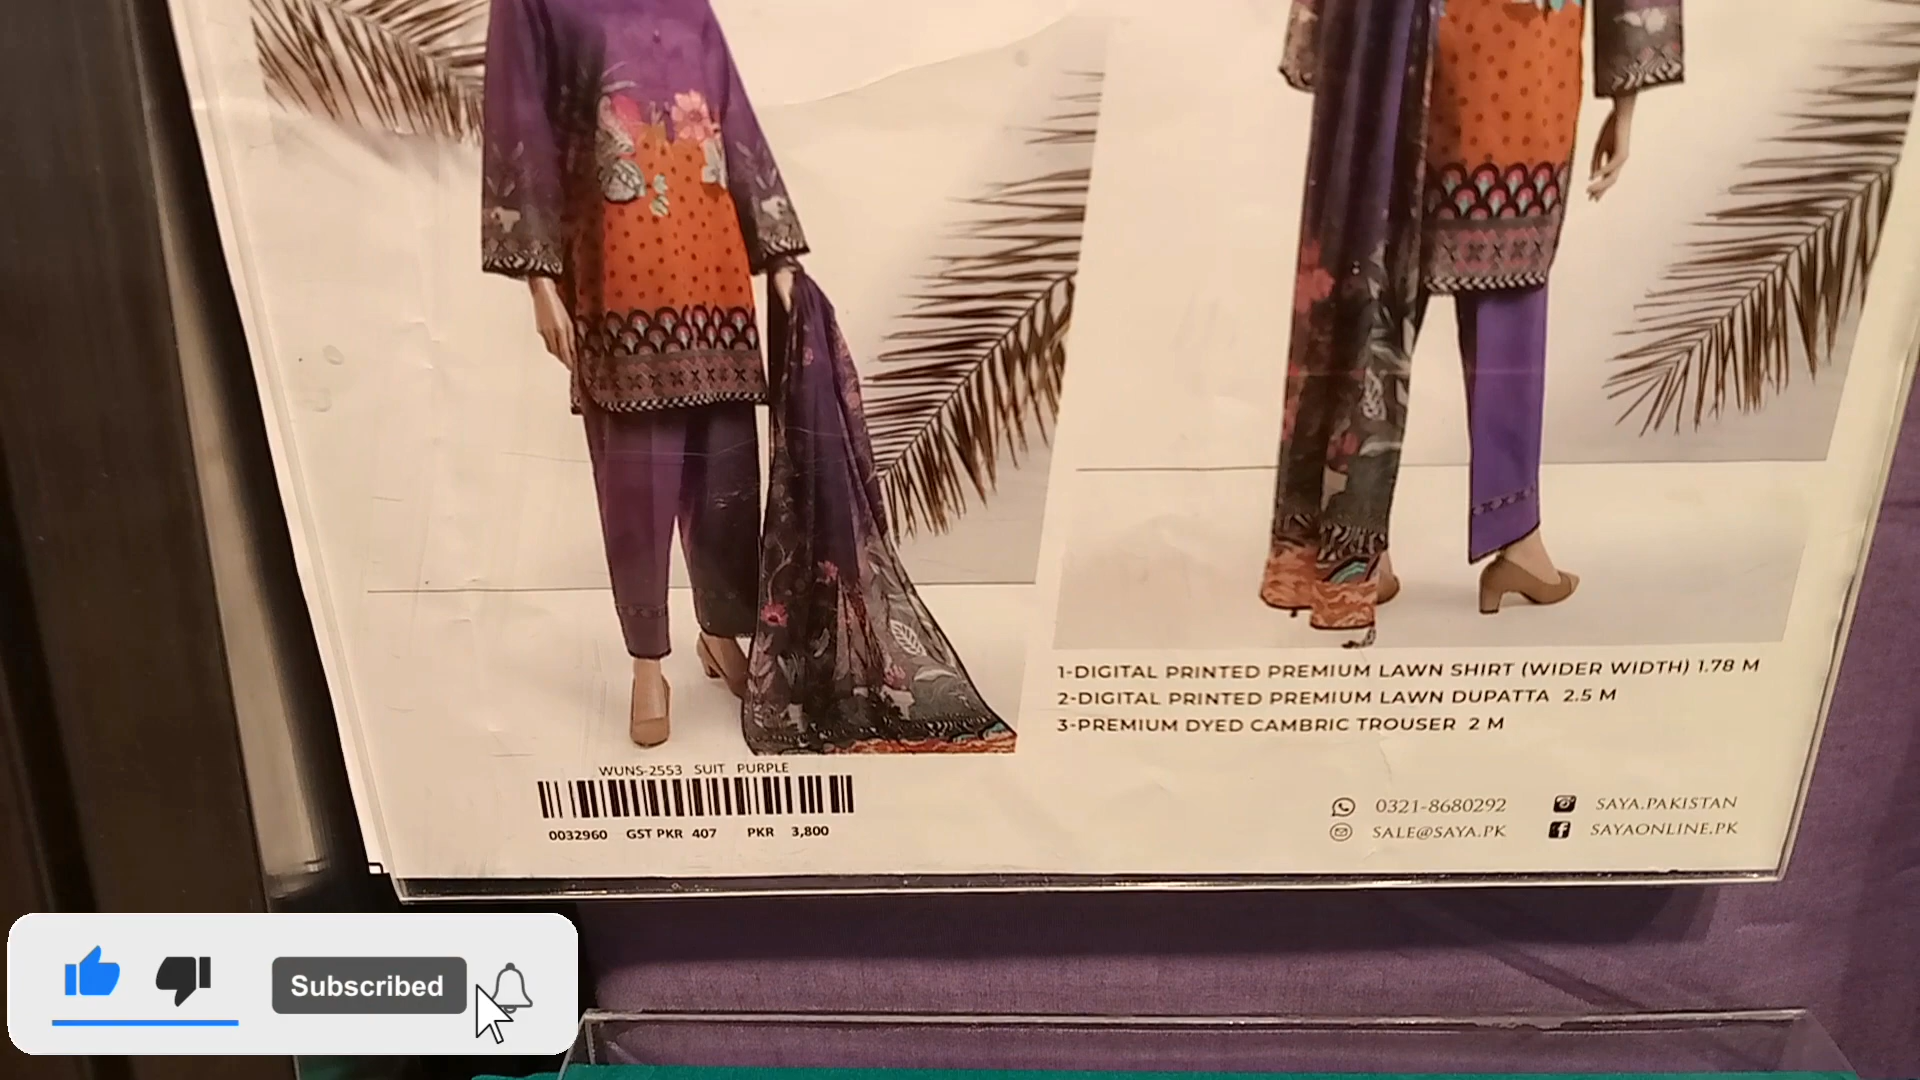 1-DIGITAL PRINTED PREMIUM LAWN SHIRT (WIDER WIDTH) 1.78 M
2-DIGITAL PRINTED PREMIUM LAWN DUPATTA 2.5 M
3-PREMIUM DYED CAMBRIC TROUSER 2 M
WUNS-2553 SUIT PURPLE
0032960 GST PKR 407 PKR 3,800
0321-8680292 SAYA.PAKISTAN
SALE@SAYA.PK SAYAONLINE.PK
Subscribed